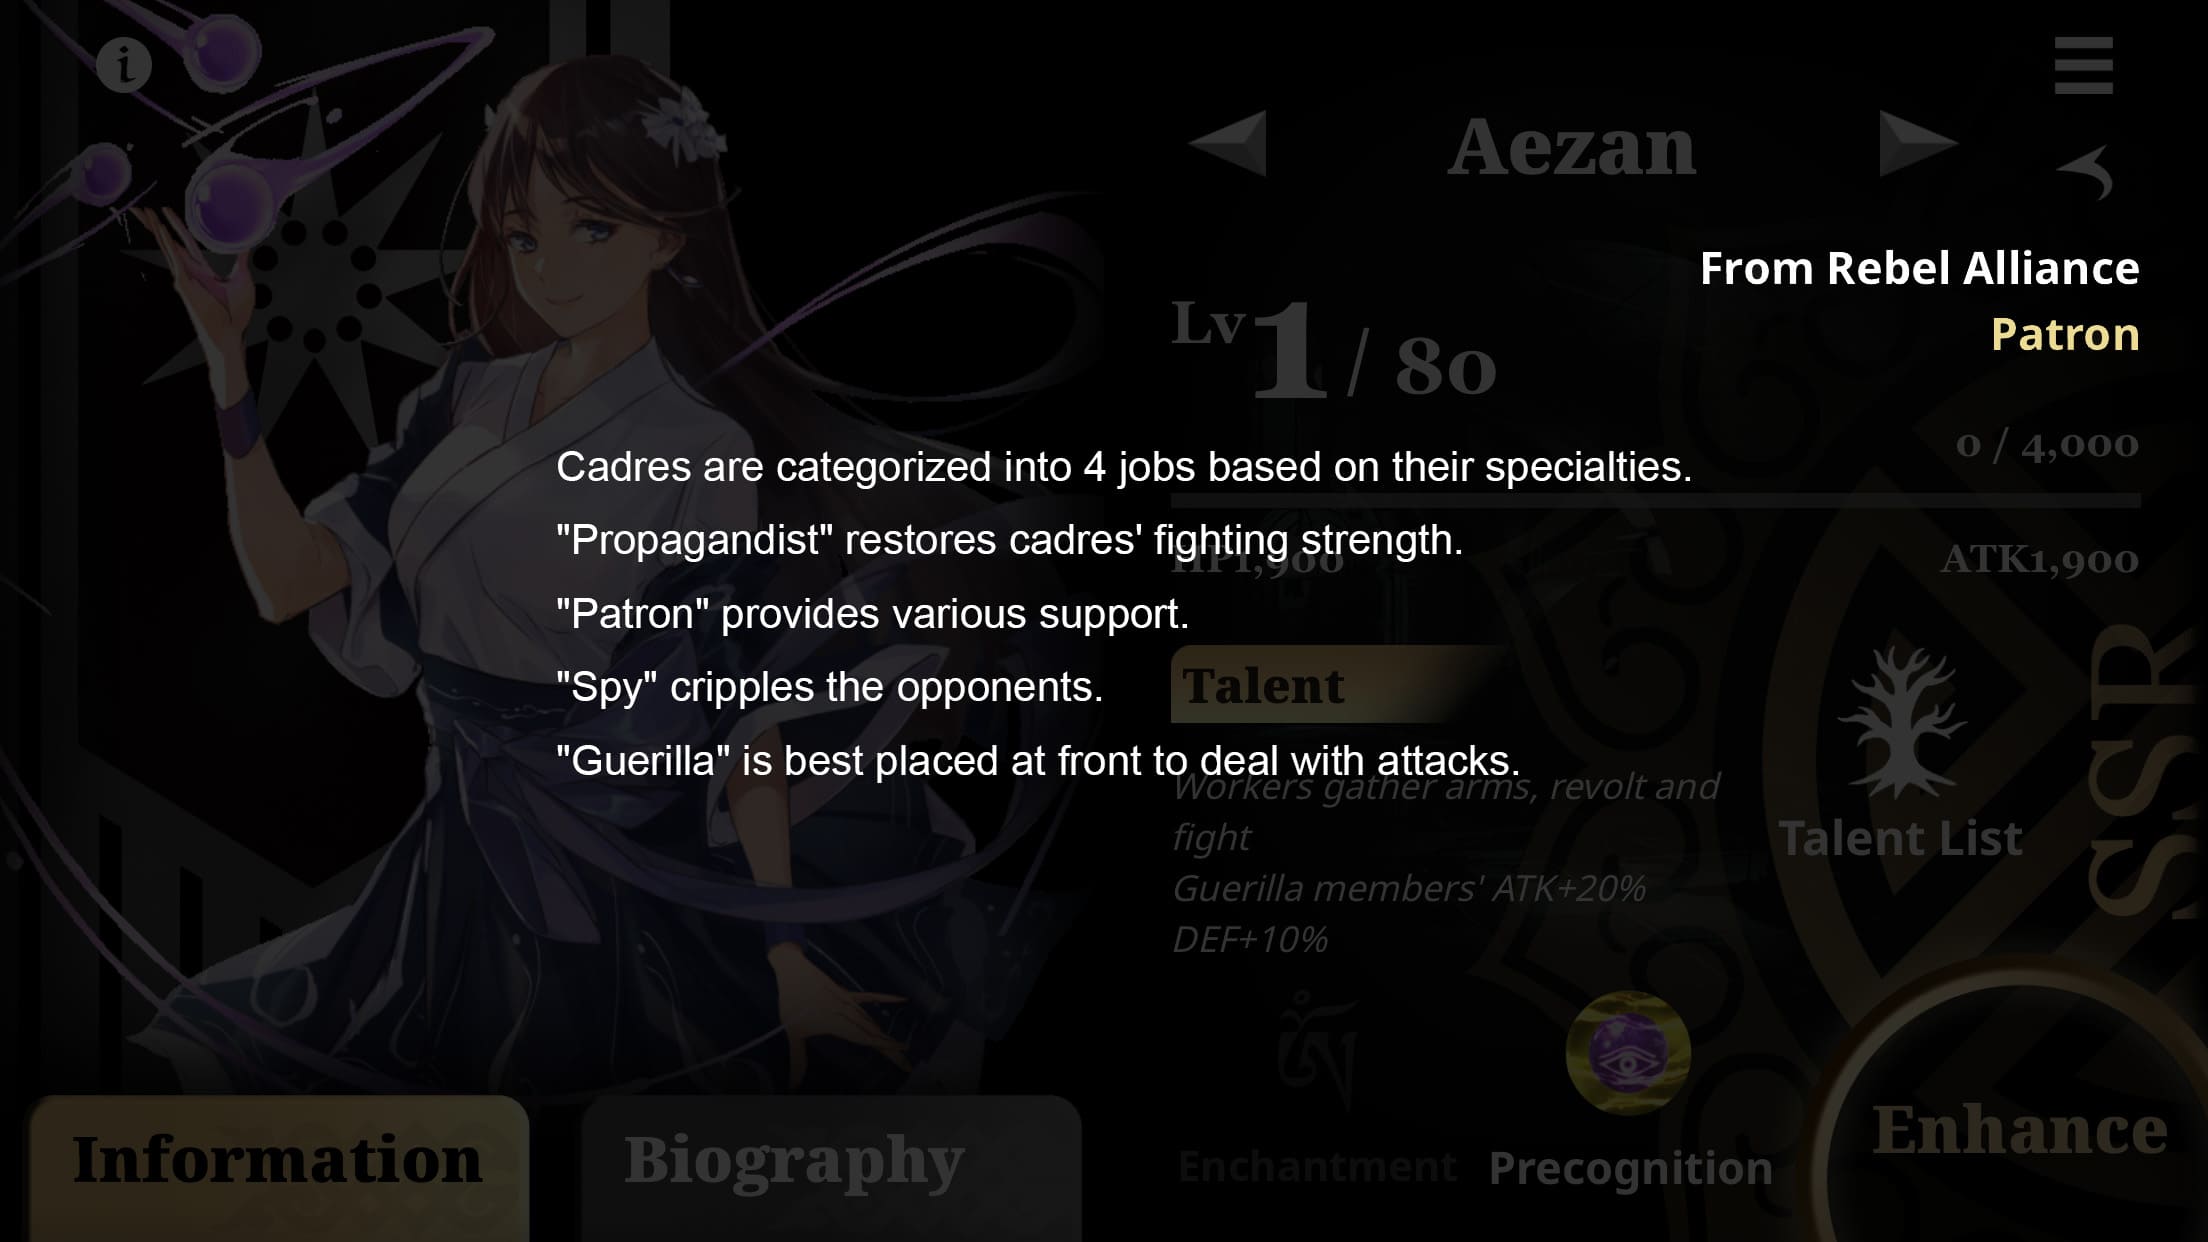 Aezan
From Rebel Alliance
Patron
Lv 1 / 80
0 / 4,000
Cadres are categorized into 4 jobs based on their specialties.
"Propagandist" restores cadres' fighting strength.
HP1,900
ATK1,900
"Patron" provides various support.
"Spy" cripples the opponents.
Talent
"Guerilla" is best placed at front to deal with attacks.
Workers gather arms, revolt and
fight
Guerilla members' ATK+20%
DEF+10%
Talent List
SSR
Information
Biography
Enchantment
Precognition
Enhance